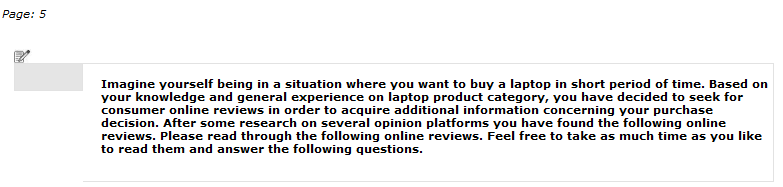 Page: 5
Imagine yourself being in a situation where you want to buy a laptop in short period of time. Based on
your knowledge and general experience on laptop product category, you have decided to seek for
consumer online reviews in order to acquire additional information concerning your purchase
decision. After some research on several opinion platforms you have found the following online
reviews. Please read through the following online reviews. Feel free to take as much time as you like
to read them and answer the following questions.